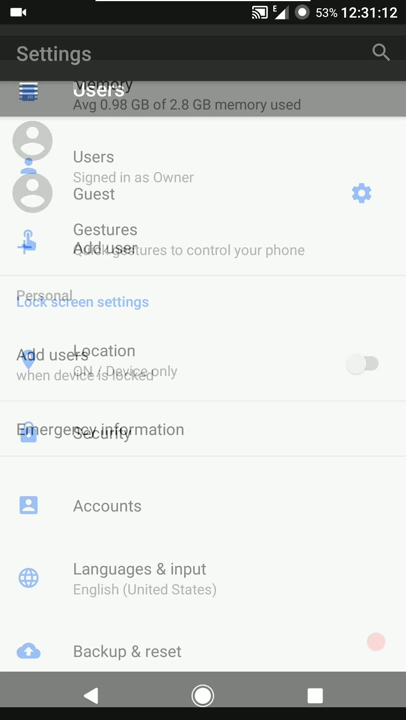 E 53% 12:31:12
Settings
Memory
Users
Avg 0.98 GB of 2.8 GB memory used
Users
Signed in as Owner
Guest
Gestures
Add user
Quick gestures to control your phone
Personal
Lock screen settings
Location
Add users
ON / Device only
when device is locked
Emergency information
Security
Accounts
Languages & input
English (United States)
Backup & reset